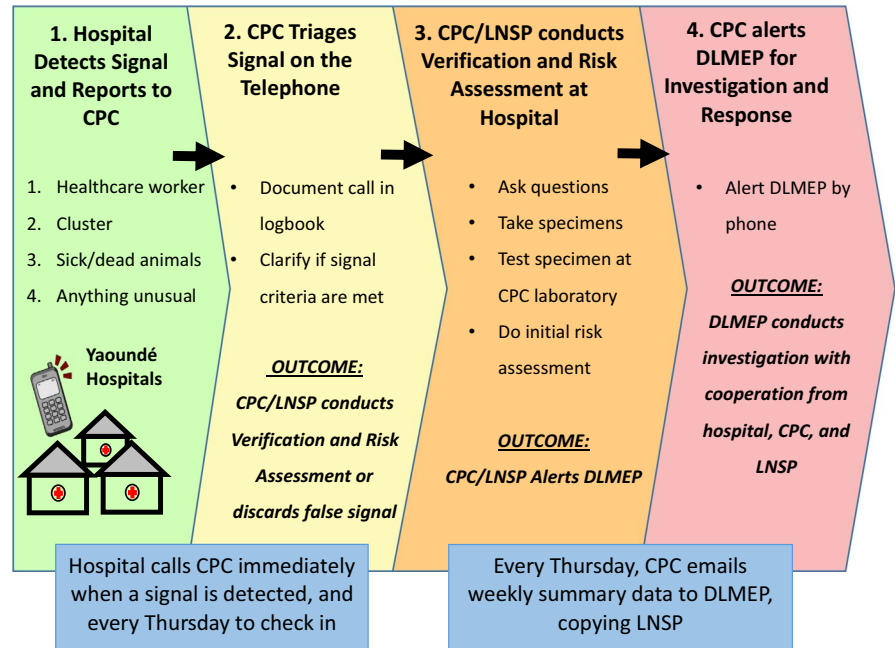 1. Hospital
Detects Signal
and Reports to
CPC
1. Healthcare worker
2. Cluster
3. Sick/dead animals
4. Anything unusual
Yaoundé
Hospitals
2. CPC Triages
Signal on the
Telephone
• Document call in
logbook
• Clarify if signal
criteria are met
OUTCOME:
CPC/LNSP conducts
Verification and Risk
Assessment or
discards false signal
3. CPC/LNSP conducts
Verification and Risk
Assessment at
Hospital
• Ask questions
• Take specimens
• Test specimen at
CPC laboratory
• Do initial risk
assessment
OUTCOME:
CPC/LNSP Alerts DLMEP
4. CPC alerts
DLMEP for
Investigation and
Response
• Alert DLMEP by
phone
OUTCOME:
DLMEP conducts
investigation with
cooperation from
hospital, CPC, and
LNSP
Hospital calls CPC immediately
when a signal is detected, and
every Thursday to check in
Every Thursday, CPC emails
weekly summary data to DLMEP,
copying LNSP